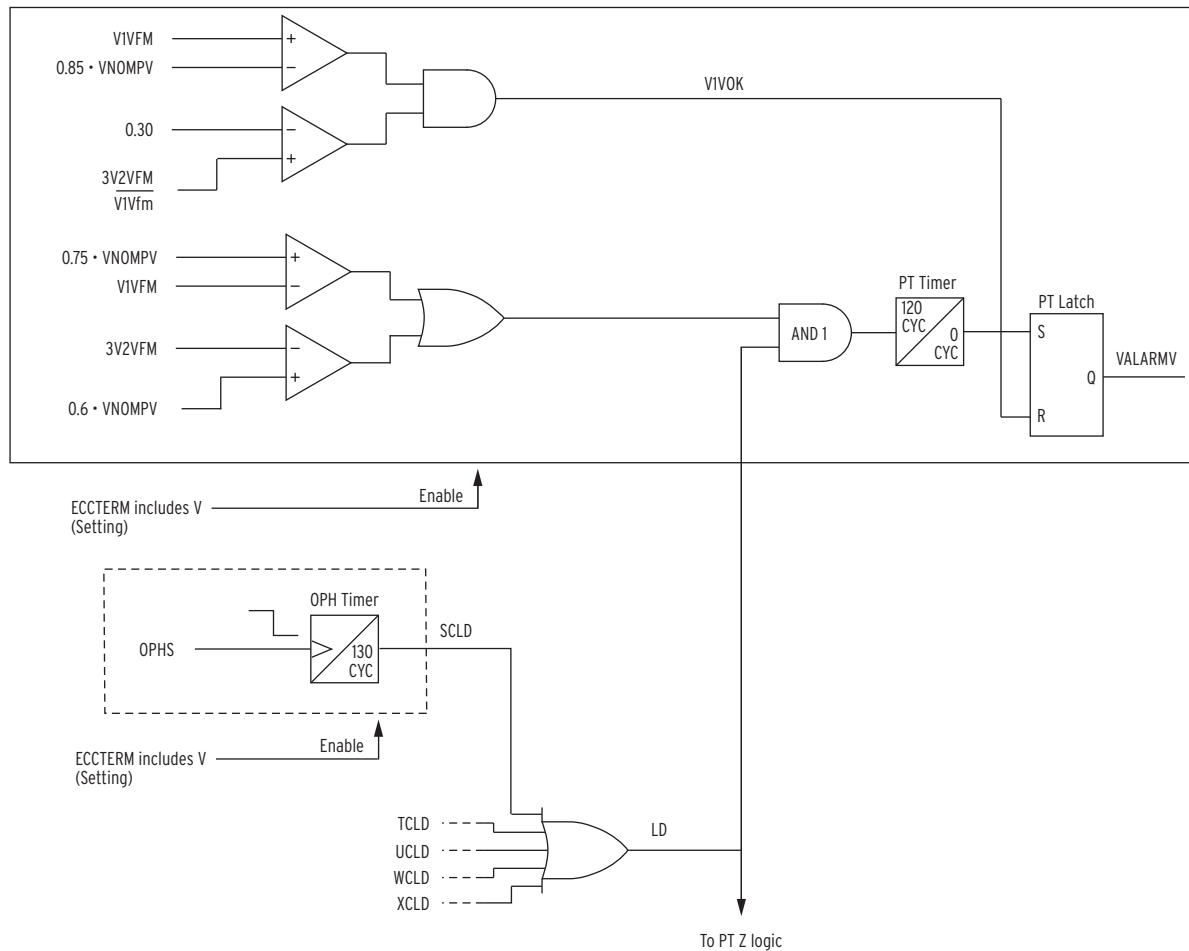 V1VFM
0.85 • VNOMPV
+
–
V1VOK
0.30
–
+
3V2VFM
V1Vfm
0.75 • VNOMPV
V1VFM
+
–
3V2VFM
0.6 • VNOMPV
–
+
AND 1
PT Timer
120
CYC
0
CYC
PT Latch
S
Q
R
VALARMV
ECCTERM includes V
(Setting)
Enable
OPH Timer
OPHS
130
CYC
SCLD
ECCTERM includes V
(Setting)
Enable
TCLD
UCLD
WCLD
XCLD
LD
To PT Z logic